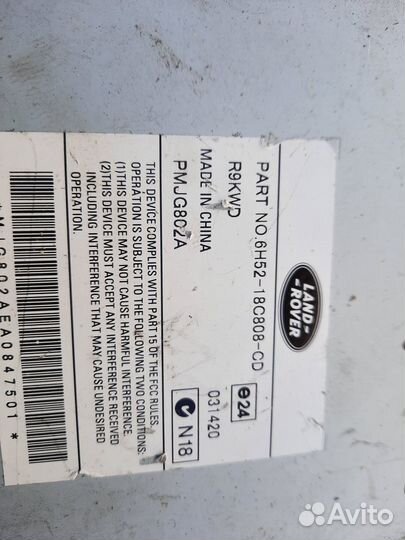 LAND-
-ROVER
PART NO.6H52-18C808-CD
R9KWD
MADE IN CHINA
PMJG802A
e24
031420
N18
THIS DEVICE COMPLIES WITH PART 15 OF THE FCC RULES
OPERATION IS SUBJECT TO THE FOLLOWING TWO CONDITIONS:
(1)THIS DEVICE MAY NOT CAUSE HARMFUL INTERFERENCE.
(2)THIS DEVICE MUST ACCEPT ANY INTERFERENCE RECEIVED
INCLUDING INTERFERENCE THAT MAY CAUSE UNDESIRED
OPERATION.
*MJG802AEA0847501*
Avito